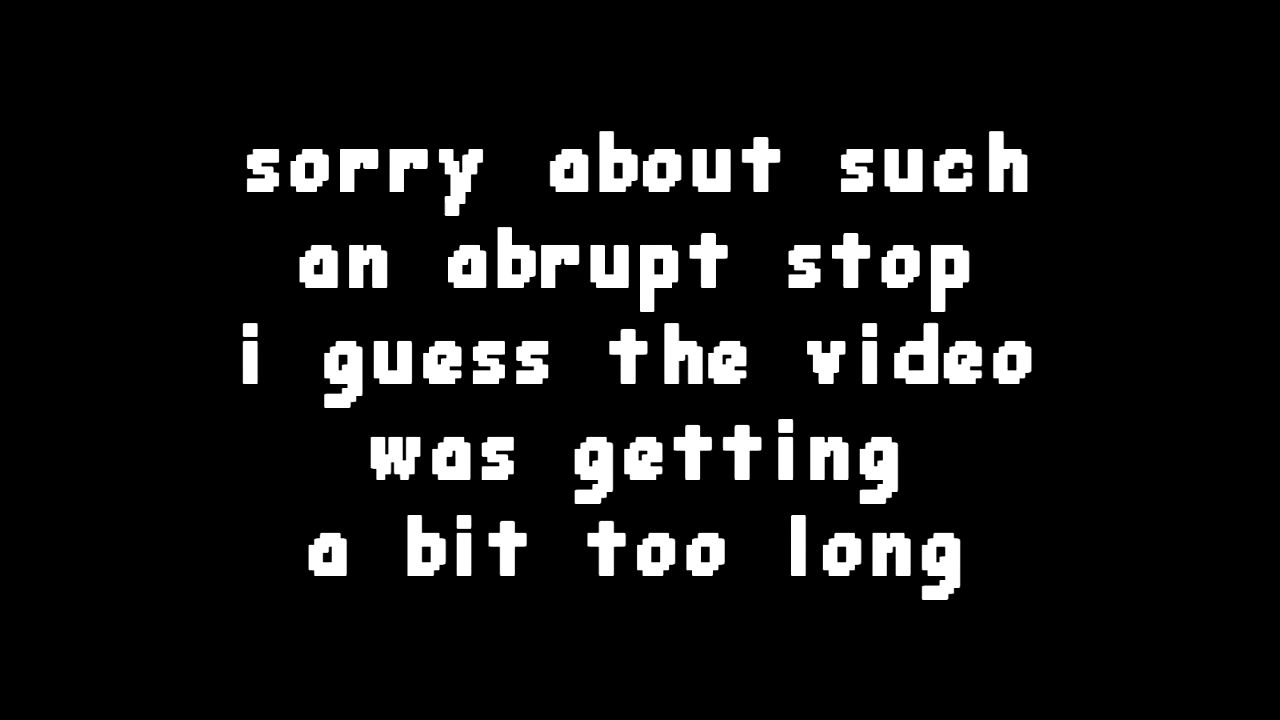 sorry about such
an abrupt stop
i guess the video
was getting
a bit too long